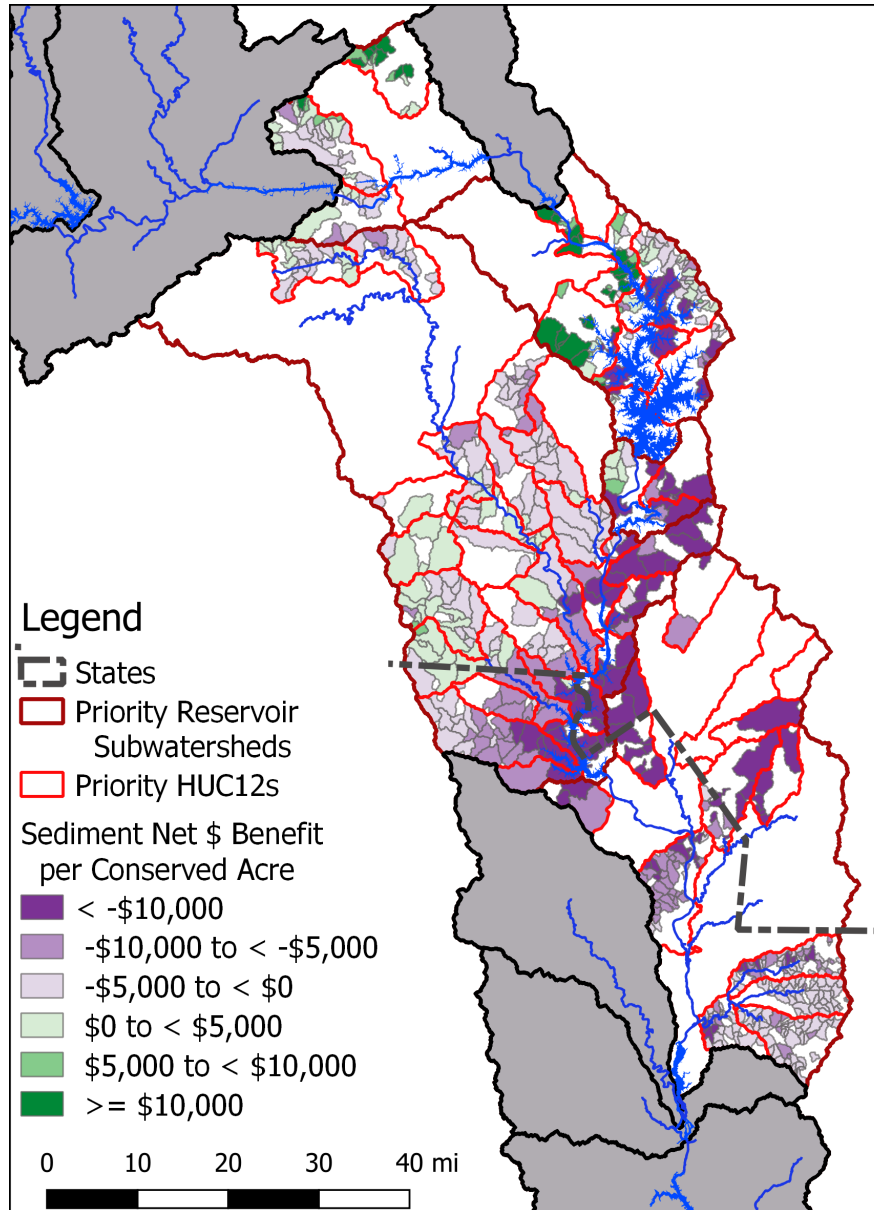 Legend
States
Priority Reservoir
Subwatersheds
Priority HUC12s
Sediment Net $ Benefit
per Conserved Acre
< -$10,000
-$10,000 to < -$5,000
-$5,000 to < $0
$0 to < $5,000
$5,000 to < $10,000
>= $10,000
0 10 20 30 40 mi